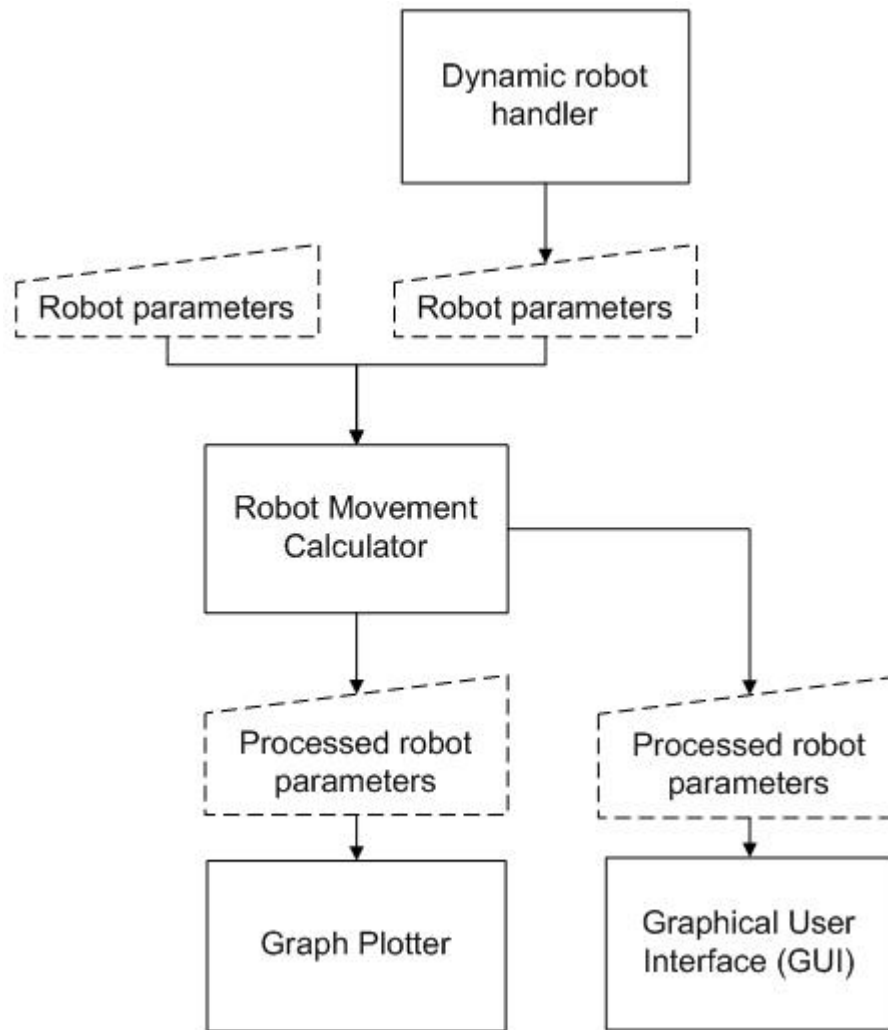 Dynamic robot
handler
Robot parameters
Robot parameters
Robot Movement
Calculator
Processed robot
parameters
Processed robot
parameters
Graph Plotter
Graphical User
Interface (GUI)